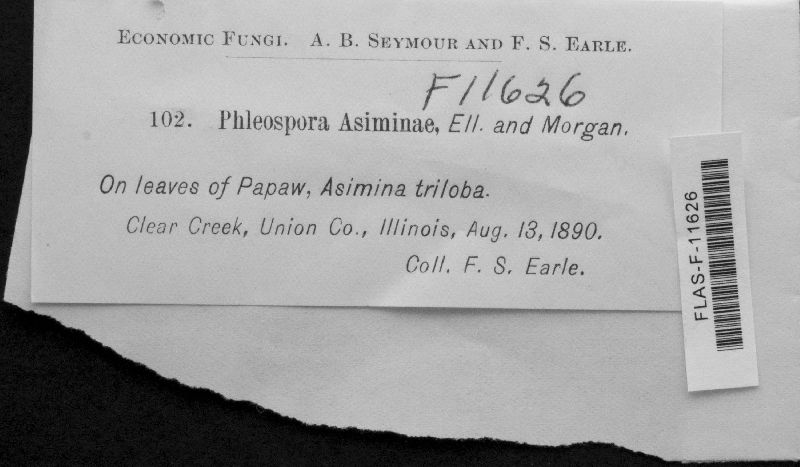 Economic Fungi. A. B. Seymour and F. S. Earle.
F11626
102. Phleospora Asiminae, Ell. and Morgan.
On leaves of Papaw, Asimina triloba.
Clear Creek, Union Co., Illinois, Aug. 13, 1890.
Coll. F. S. Earle.
FLAS-F-11626